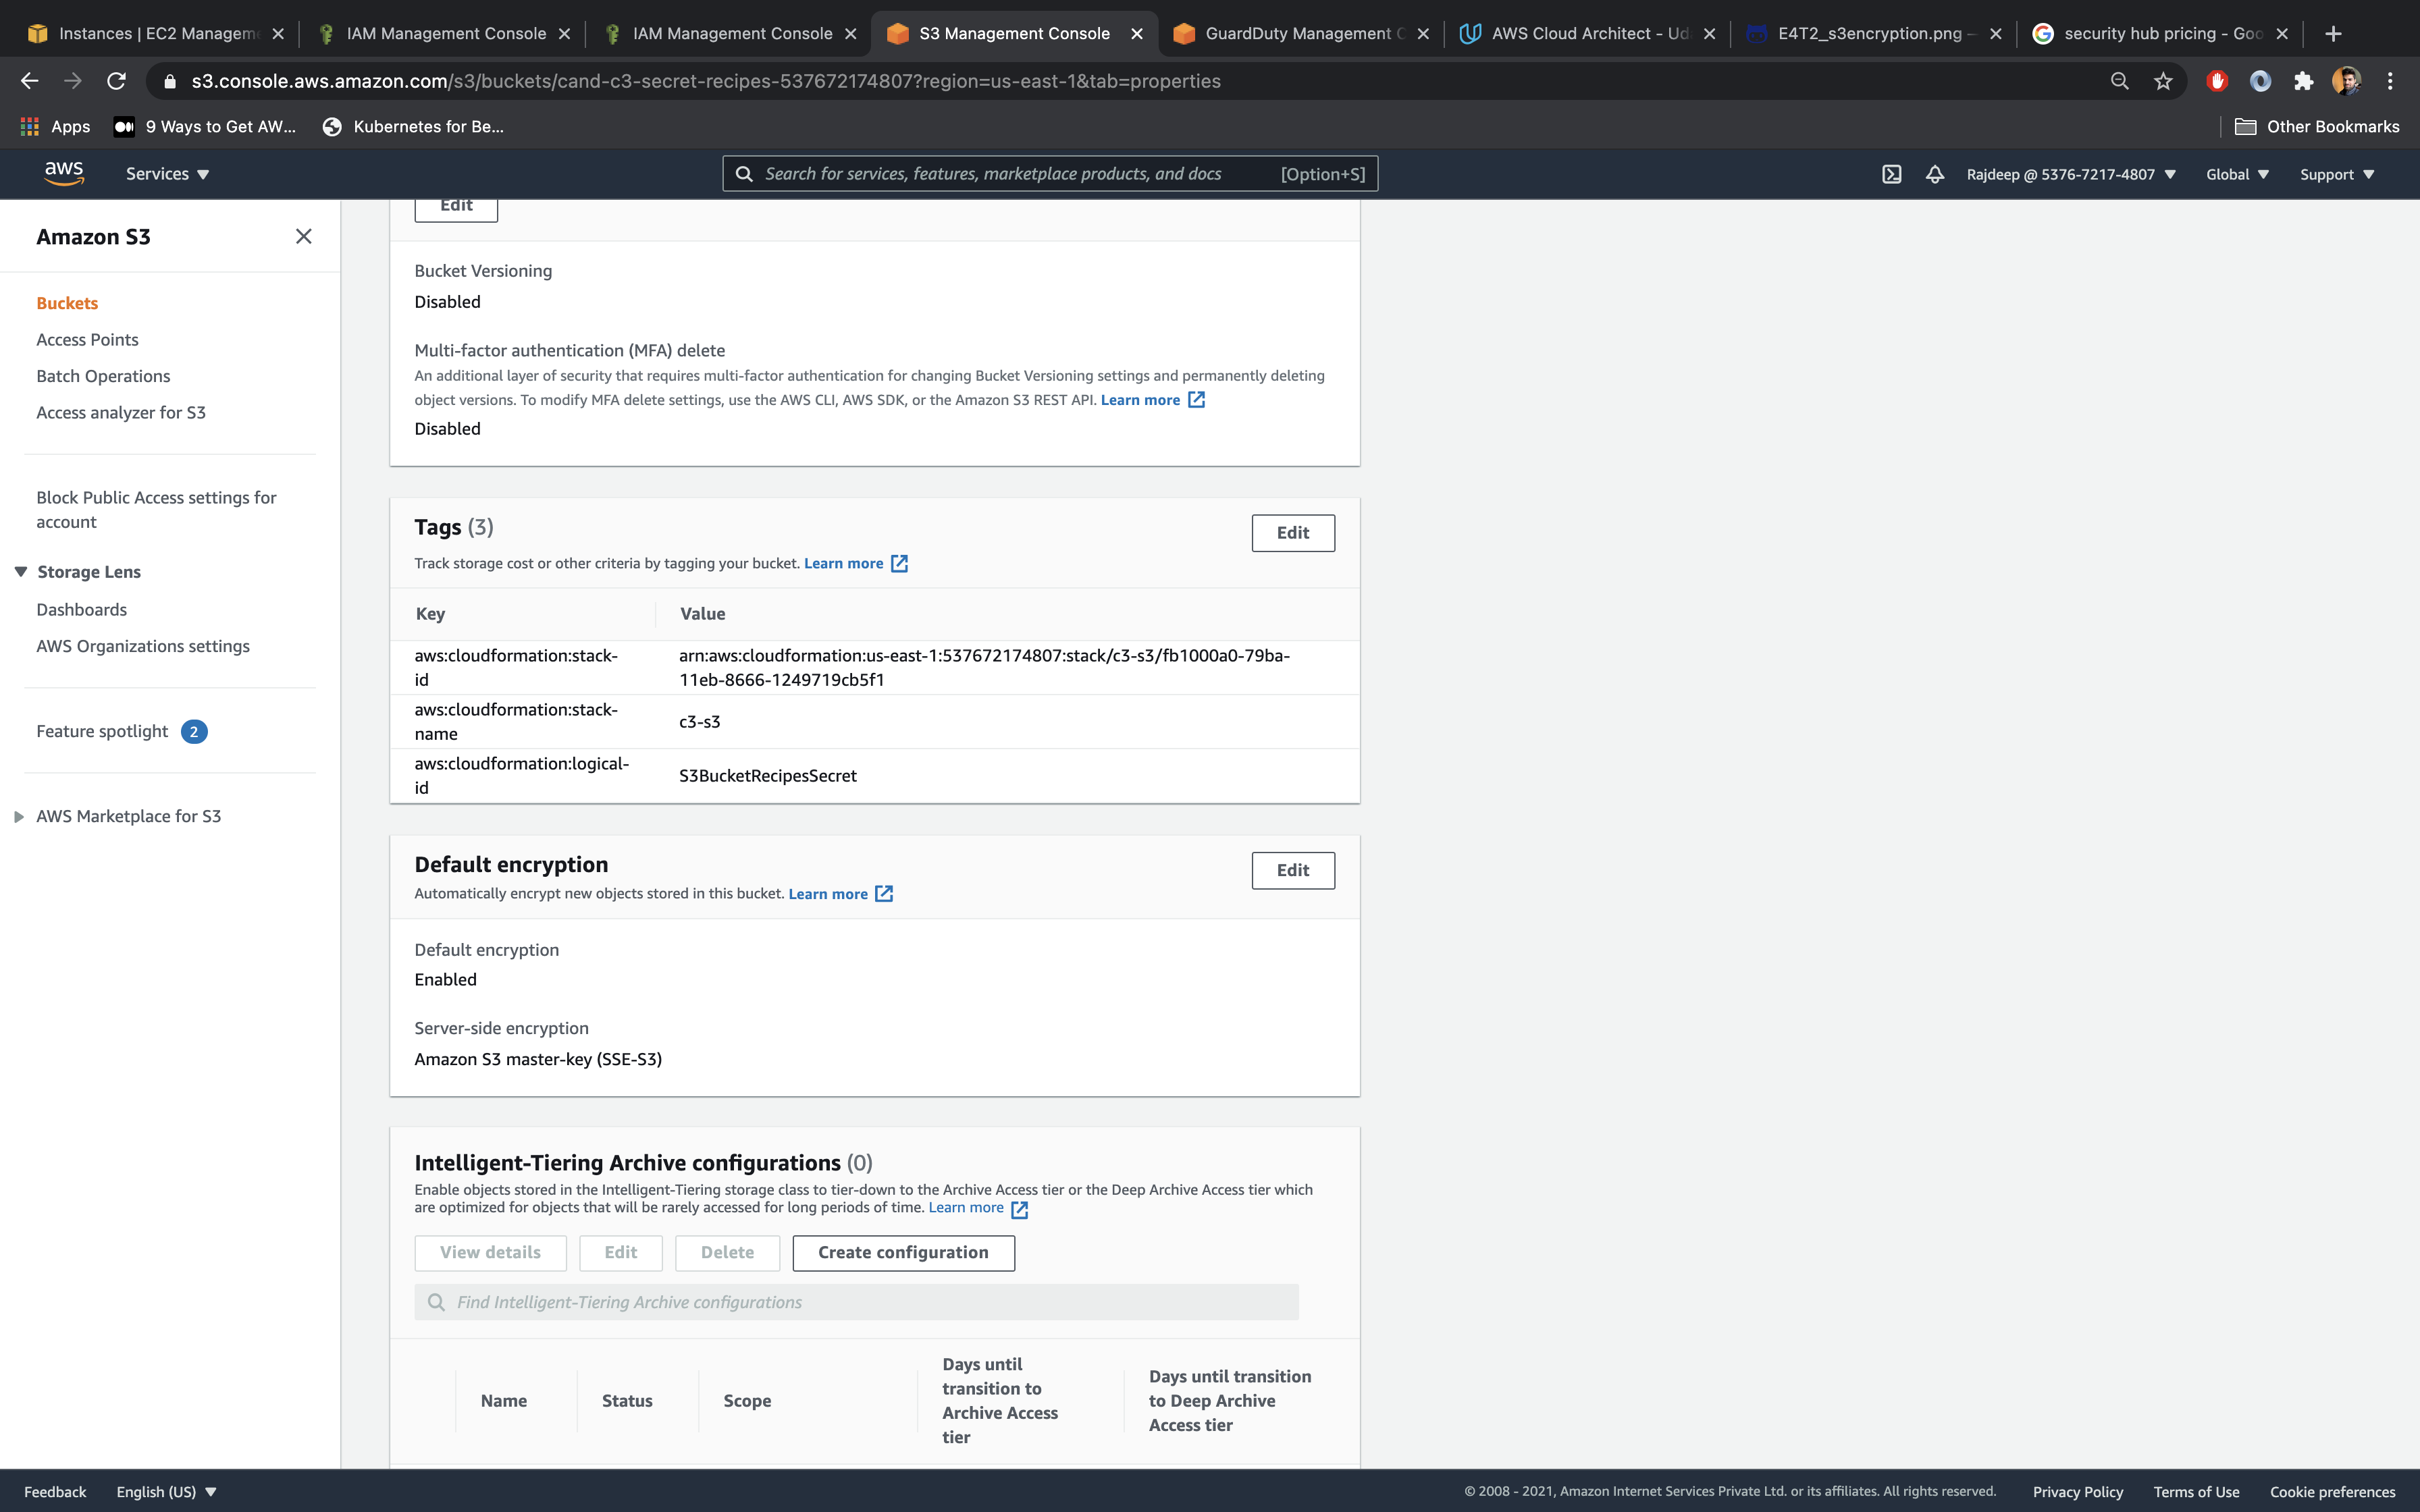 Instances | EC2 Managem
IAM Management Console
IAM Management Console
S3 Management Console
GuardDuty Management C
AWS Cloud Architect - Ud
E4T2_s3encryption.png –
security hub pricing - Goo
s3.console.aws.amazon.com/s3/buckets/cand-c3-secret-recipes-537672174807?region=us-east-1&tab=properties
Apps
9 Ways to Get AW...
Kubernetes for Be...
Other Bookmarks
aws
Services
Search for services, features, marketplace products, and docs
[Option+S]
Rajdeep @ 5376-7217-4807
Global
Support
Amazon S3
Buckets
Access Points
Batch Operations
Access analyzer for S3
Block Public Access settings for
account
Storage Lens
Dashboards
AWS Organizations settings
Feature spotlight 2
AWS Marketplace for S3
Edit
Bucket Versioning
Disabled
Multi-factor authentication (MFA) delete
An additional layer of security that requires multi-factor authentication for changing Bucket Versioning settings and permanently deleting
object versions. To modify MFA delete settings, use the AWS CLI, AWS SDK, or the Amazon S3 REST API. Learn more
Disabled
Tags (3)
Edit
Track storage cost or other criteria by tagging your bucket. Learn more
Key
Value
aws:cloudformation:stack-
id
arn:aws:cloudformation:us-east-1:537672174807:stack/c3-s3/fb1000a0-79ba-
11eb-8666-1249719cb5f1
aws:cloudformation:stack-
name
c3-s3
aws:cloudformation:logical-
id
S3BucketRecipesSecret
Default encryption
Edit
Automatically encrypt new objects stored in this bucket. Learn more
Default encryption
Enabled
Server-side encryption
Amazon S3 master-key (SSE-S3)
Intelligent-Tiering Archive configurations (0)
Enable objects stored in the Intelligent-Tiering storage class to tier-down to the Archive Access tier or the Deep Archive Access tier which
are optimized for objects that will be rarely accessed for long periods of time. Learn more
View details
Edit
Delete
Create configuration
Find Intelligent-Tiering Archive configurations
Name
Status
Scope
Days until
transition to
Archive Access
tier
Days until transition
to Deep Archive
Access tier
Feedback
English (US)
© 2008 - 2021, Amazon Internet Services Private Ltd. or its affiliates. All rights reserved.
Privacy Policy
Terms of Use
Cookie preferences